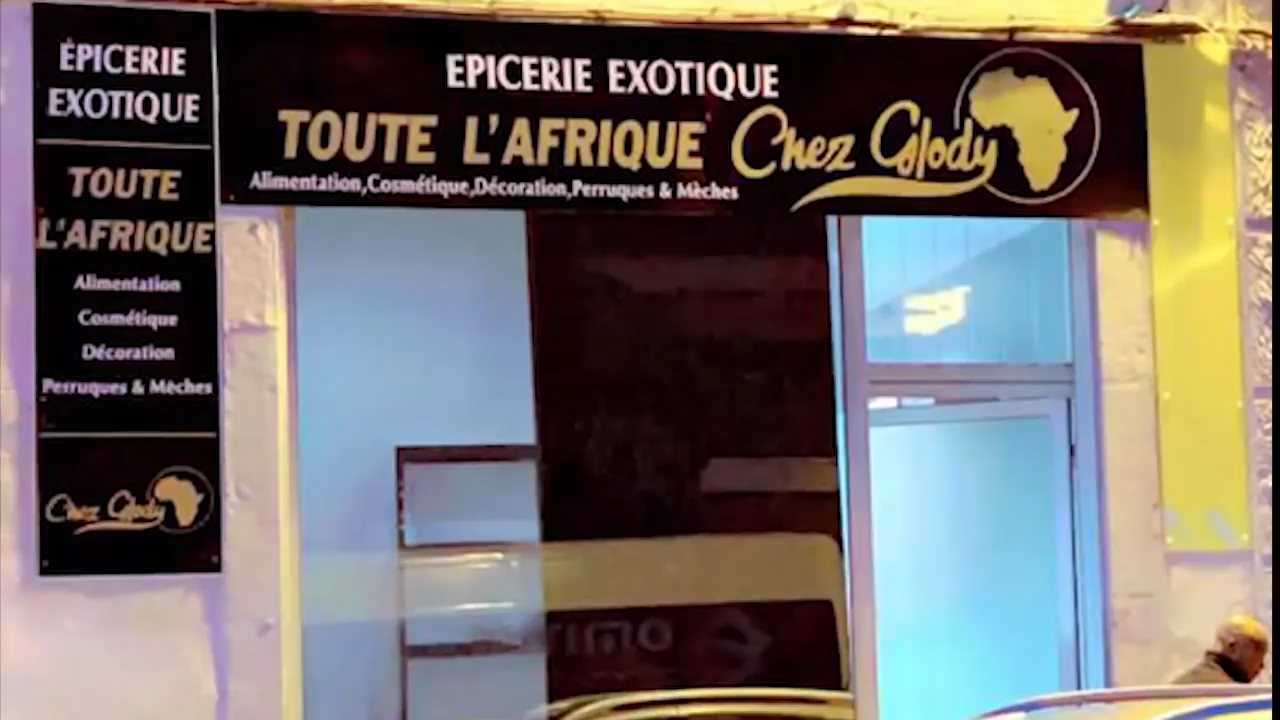 ÉPICERIE
EXOTIQUE
TOUTE
L'AFRIQUE
Alimentation
Cosmétique
Décoration
Perruques & Mèches
Chez Glody
EPICERIE EXOTIQUE
TOUTE L'AFRIQUE
Chez Glody
Alimentation,Cosmétique,Décoration,Perruques & Mèches